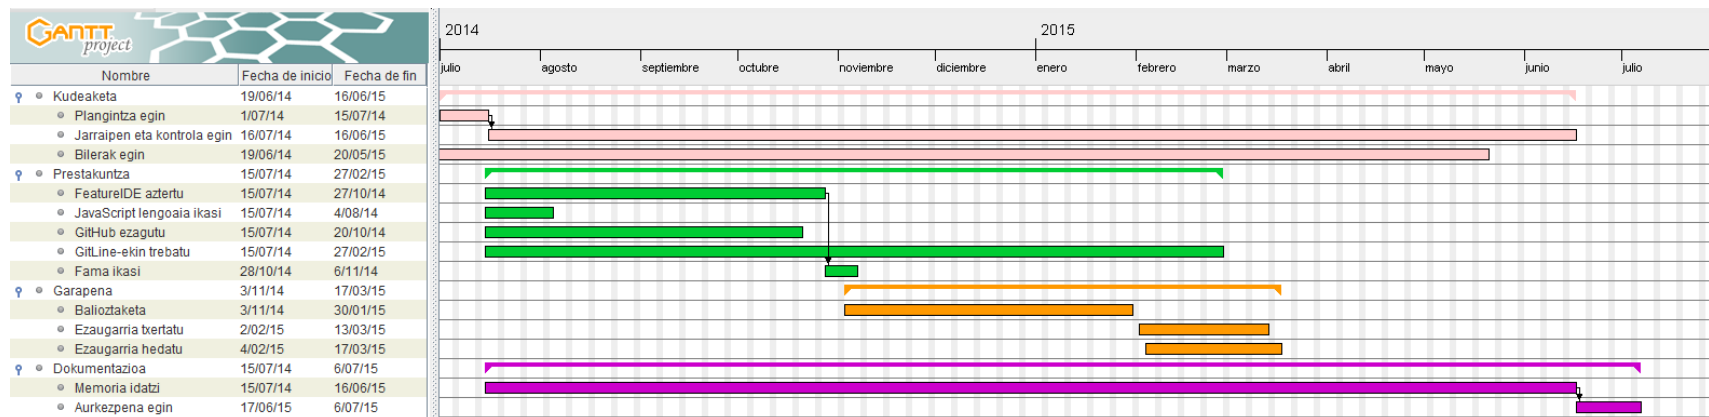 GANTT
project
2014 2015
Nombre Fecha de inicio Fecha de fin
julio agosto septiembre octubre noviembre diciembre enero febrero marzo abril mayo junio julio
Kudeaketa 19/06/14 16/06/15
Plangintza egin 1/07/14 15/07/14
Jarraipen eta kontrola egin 16/07/14 16/06/15
Bilerak egin 19/06/14 20/05/15
Prestakuntza 15/07/14 27/02/15
FeatureIDE aztertu 15/07/14 27/10/14
JavaScript lengoaia ikasi 15/07/14 4/08/14
GitHub ezagutu 15/07/14 20/10/14
GitLine-ekin trebatu 15/07/14 27/02/15
Fama ikasi 28/10/14 6/11/14
Garapena 3/11/14 17/03/15
Balioztaketa 3/11/14 30/01/15
Ezaugarria txertatu 2/02/15 13/03/15
Ezaugarria hedatu 4/02/15 17/03/15
Dokumentazioa 15/07/14 6/07/15
Memoria idatzi 15/07/14 16/06/15
Aurkezpena egin 17/06/15 6/07/15